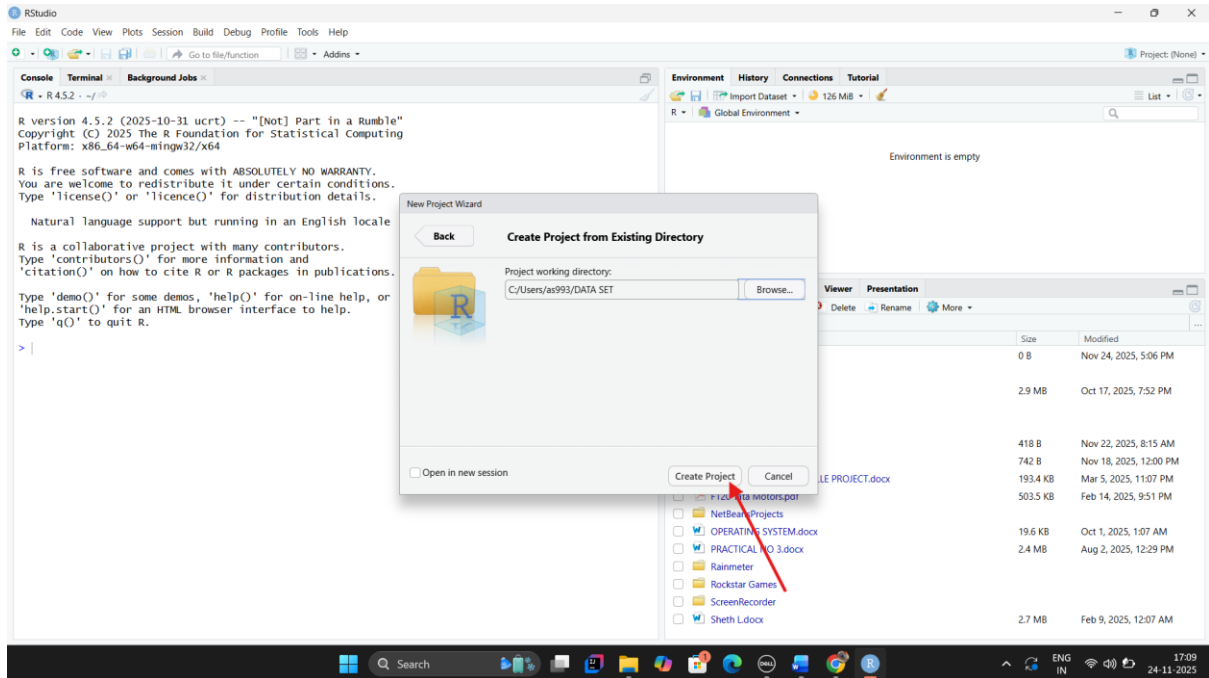 RStudio
File Edit Code View Plots Session Build Debug Profile Tools Help
Go to file/function Addins Project: (None)
Console Terminal Background Jobs
R 4.5.2 · ~/
R version 4.5.2 (2025-10-31 ucrt) -- "[Not] Part in a Rumble"
Copyright (C) 2025 The R Foundation for Statistical Computing
Platform: x86_64-w64-mingw32/x64
R is free software and comes with ABSOLUTELY NO WARRANTY.
You are welcome to redistribute it under certain conditions.
Type 'license()' or 'licence()' for distribution details.
Natural language support but running in an English locale
R is a collaborative project with many contributors.
Type 'contributors()' for more information and
'citation()' on how to cite R or R packages in publications.
Type 'demo()' for some demos, 'help()' for on-line help, or
'help.start()' for an HTML browser interface to help.
Type 'q()' to quit R.
>
Environment History Connections Tutorial
Import Dataset 126 MiB List
R Global Environment
Environment is empty
New Project Wizard
Back Create Project from Existing Directory
Project working directory:
C:/Users/as993/DATA SET Browse...
Open in new session Create Project Cancel
Viewer Presentation
Delete Rename More
Size Modified
0 B Nov 24, 2025, 5:06 PM
2.9 MB Oct 17, 2025, 7:52 PM
418 B Nov 22, 2025, 8:15 AM
742 B Nov 18, 2025, 12:00 PM
LE PROJECT.docx 193.4 KB Mar 5, 2025, 11:07 PM
Motors.pdf 503.5 KB Feb 14, 2025, 9:51 PM
NetBeansProjects
OPERATING SYSTEM.docx 19.6 KB Oct 1, 2025, 1:07 AM
PRACTICAL NO 3.docx 2.4 MB Aug 2, 2025, 12:29 PM
Rainmeter
Rockstar Games
ScreenRecorder
Sheth L.docx 2.7 MB Feb 9, 2025, 12:07 AM
Search
ENG 17:09
IN 24-11-2025